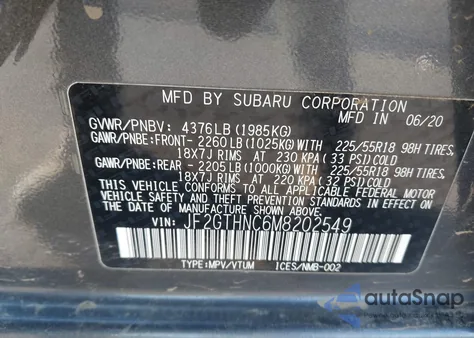 MFD BY SUBARU CORPORATION MFD IN 06/20
GVWR/PNBV: 4376LB(1985KG)
GAWR/PNBE:FRONT- 2260LB(1025KG)WITH 225/55R18 98H TIRES,
18X7J RIMS AT 230 KPA(33 PSI)COLD
GAWR/PNBE:REAR - 2205LB(1000KG)WITH 225/55R18 98H TIRES,
18X7J RIMS AT 220 KPA(32 PSI)COLD
THIS VEHICLE CONFORMS TO ALL APPLICABLE FEDERAL MOTOR
VEHICLE SAFETY, BUMPER, AND THEFT PREVENTION STANDARDS
IN EFFECT ON THE DATE OF MANUFACTURE SHOWN ABOVE.
VIN: JF2GTHNC6M8202549
TYPE:MPV/VTUM ICES/NMB-002
autoSnap